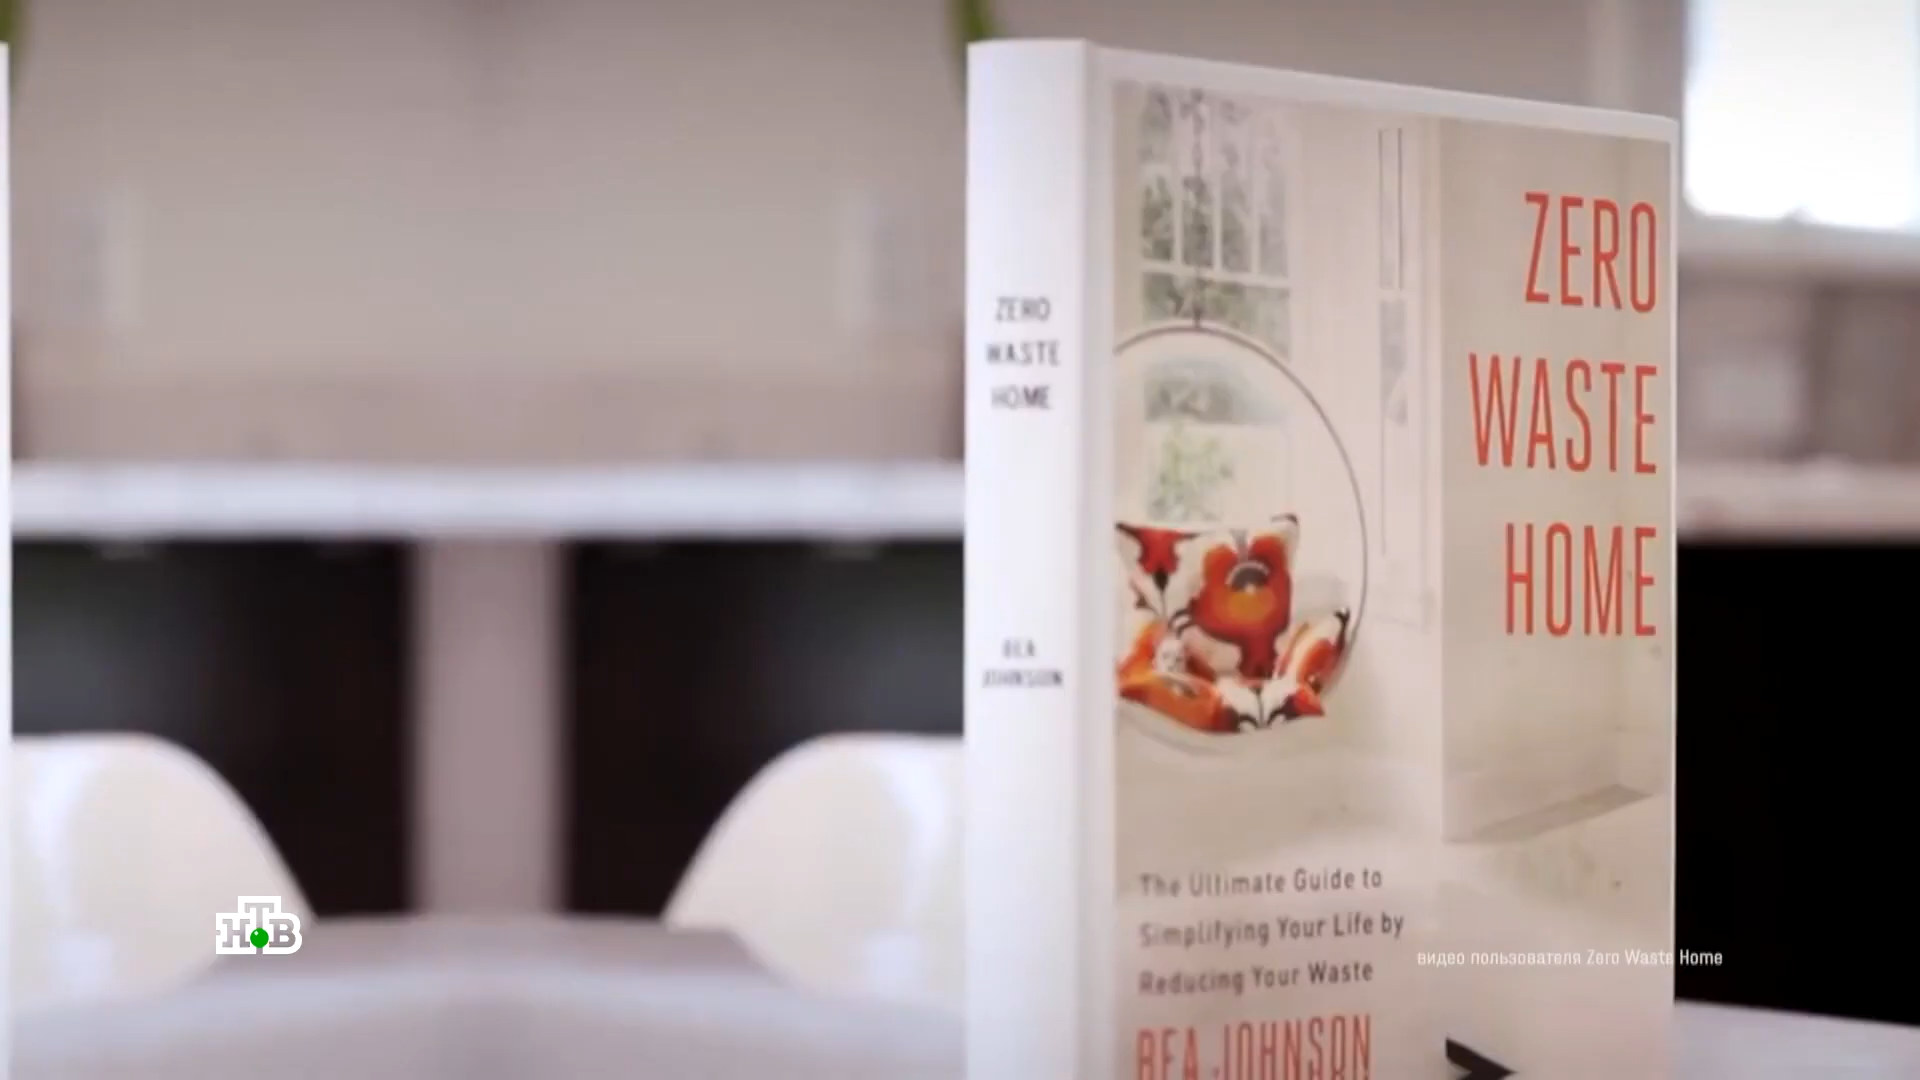 ZERO
WASTE
HOME
BEA
JOHNSON
ZERO
WASTE
HOME
The Ultimate Guide to
Simplifying Your Life by
Reducing Your Waste
BEA JOHNSON
НТВ
видео пользователя Zero Waste Home